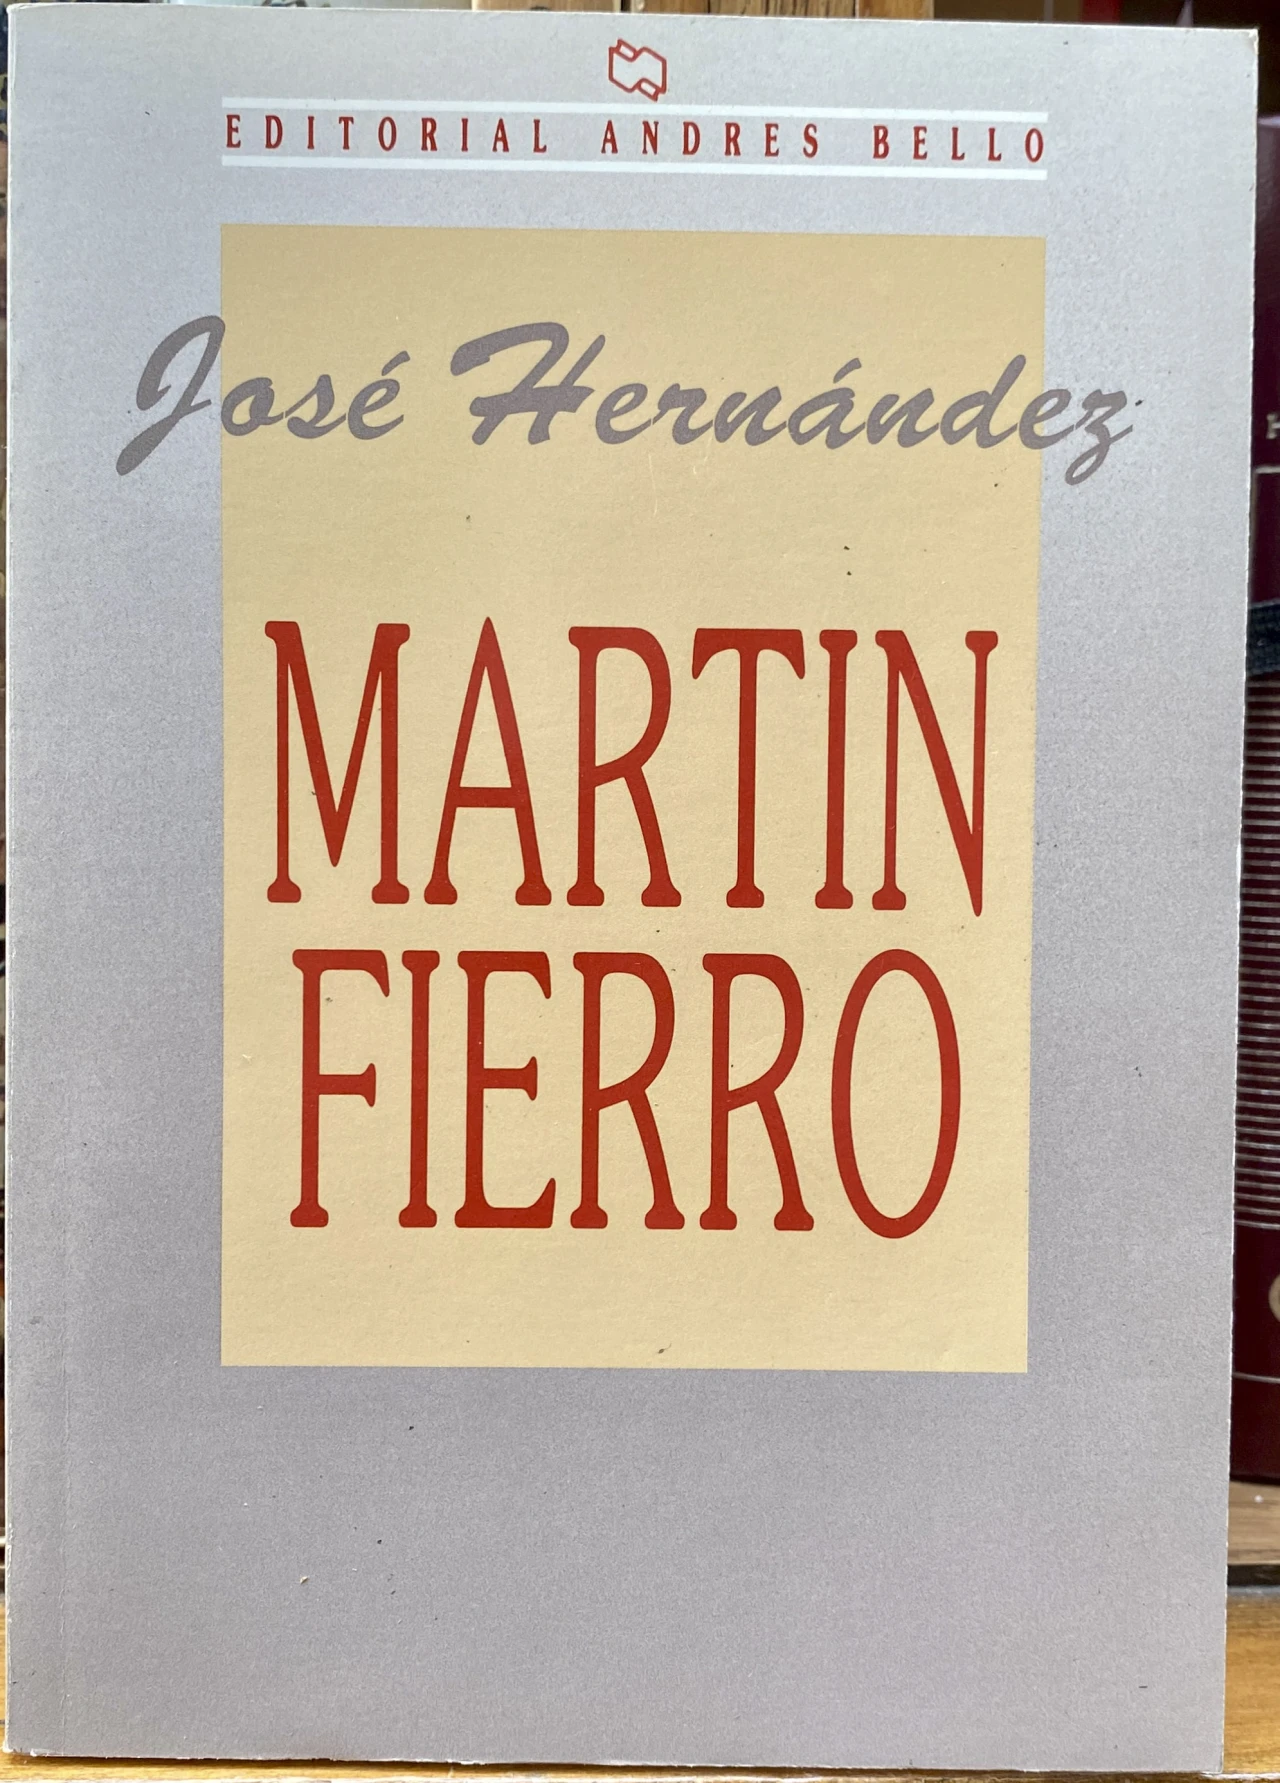 EDITORIAL ANDRES BELLO
José Hernández
MARTIN
FIERRO